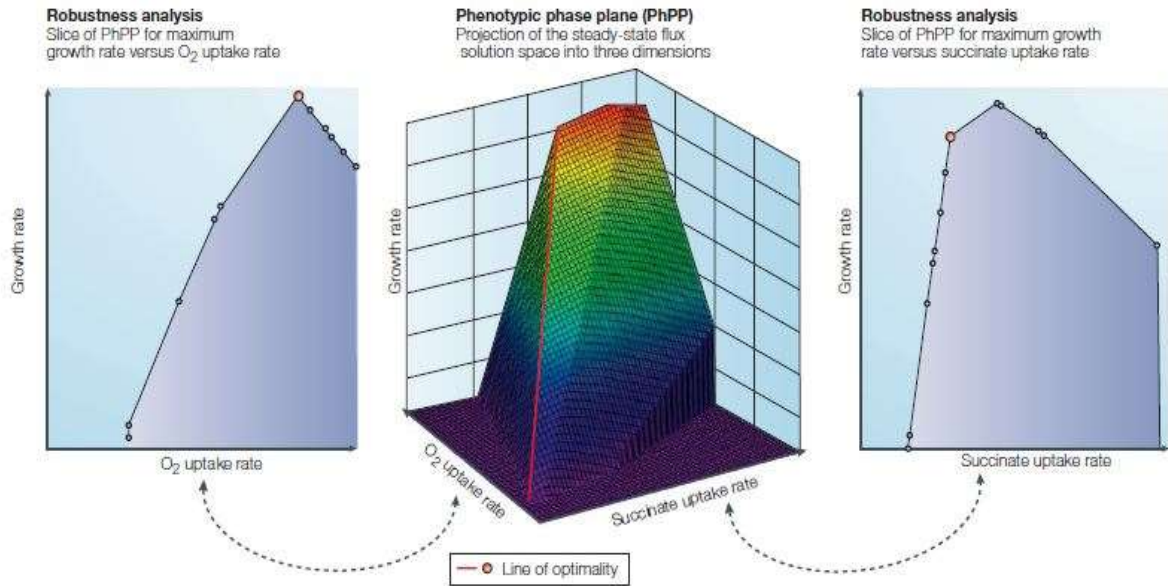 Robustness analysis
Slice of PhPP for maximum
growth rate versus O2 uptake rate
Growth rate
O2 uptake rate
Phenotypic phase plane (PhPP)
Projection of the steady-state flux
solution space into three dimensions
Growth rate
O2 uptake rate
Succinate uptake rate
Robustness analysis
Slice of PhPP for maximum growth
rate versus succinate uptake rate
Growth rate
Succinate uptake rate
Line of optimality